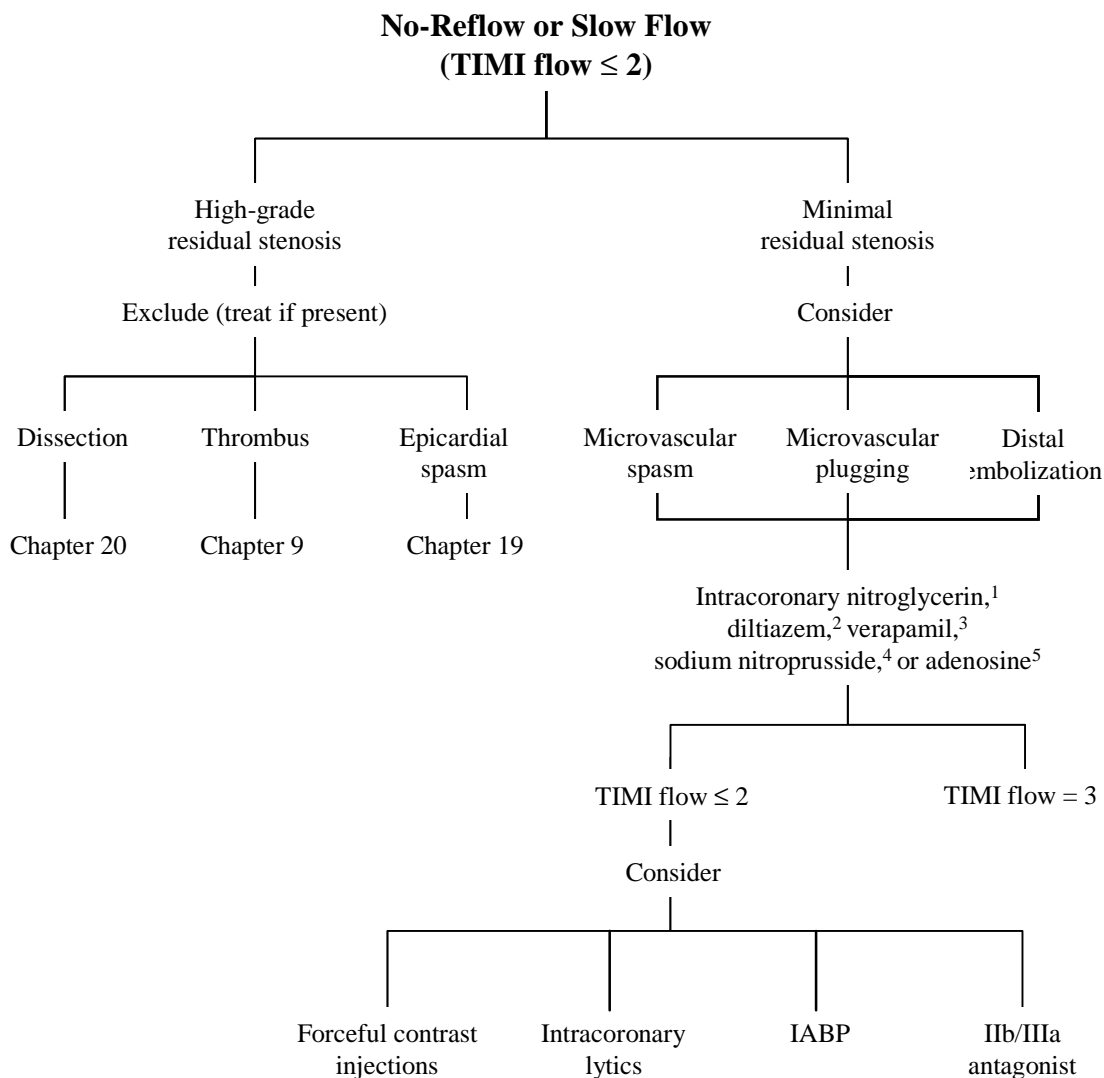 No-Reflow or Slow Flow
(TIMI flow ≤ 2)
High-grade
residual stenosis
Minimal
residual stenosis
Exclude (treat if present)
Consider
Dissection
Thrombus
Epicardial
spasm
Microvascular
spasm
Microvascular
plugging
Distal
embolization
Chapter 20
Chapter 9
Chapter 19
Intracoronary nitroglycerin,¹
diltiazem,² verapamil,³
sodium nitroprusside,⁴ or adenosine⁵
TIMI flow ≤ 2
TIMI flow = 3
Consider
Forceful contrast
injections
Intracoronary
lytics
IABP
IIb/IIIa
antagonist